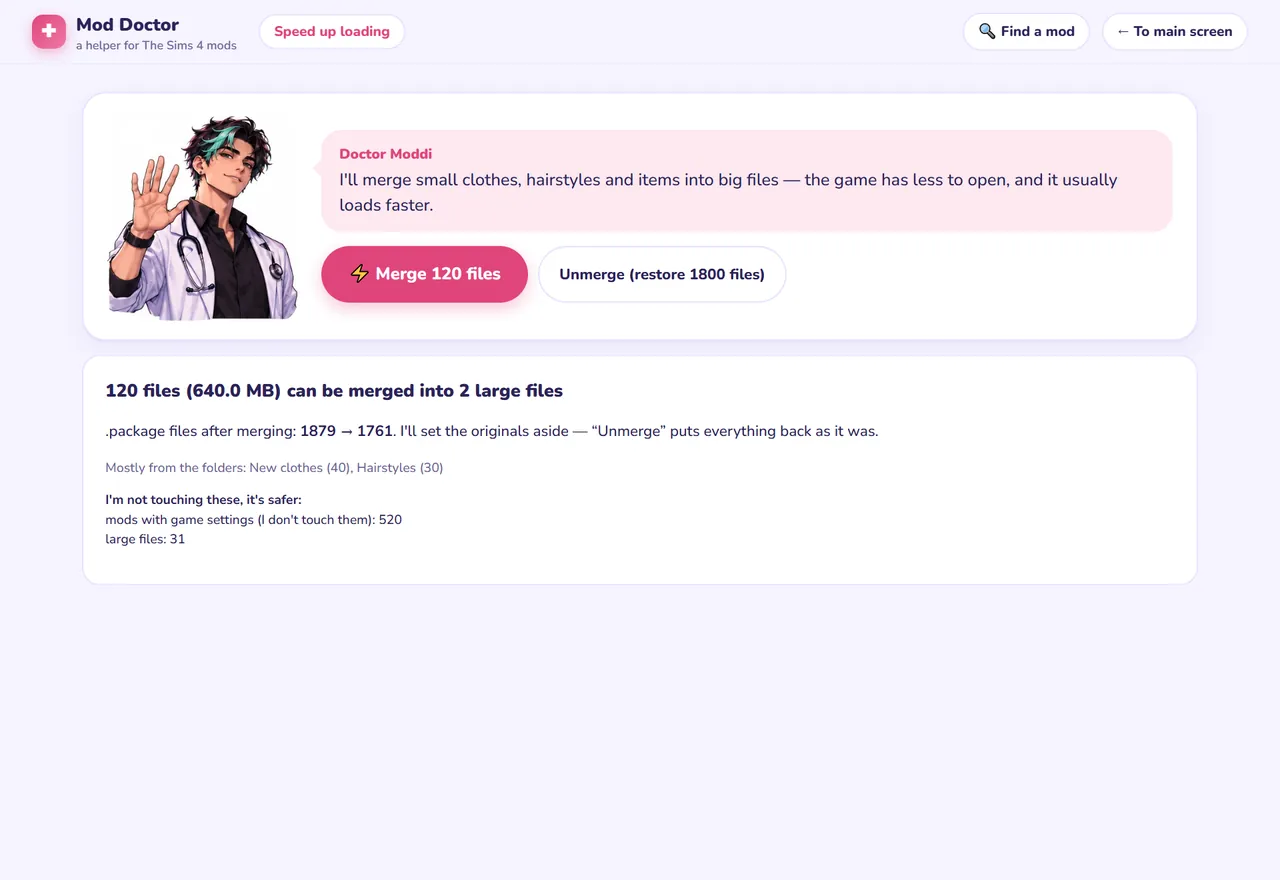 Mod Doctor
a helper for The Sims 4 mods
Speed up loading
🔍 Find a mod
← To main screen
Doctor Moddi
I'll merge small clothes, hairstyles and items into big files — the game has less to open, and it usually
loads faster.
⚡ Merge 120 files
Unmerge (restore 1800 files)
120 files (640.0 MB) can be merged into 2 large files
.package files after merging: 1879 → 1761. I'll set the originals aside — “Unmerge” puts everything back as it was.
Mostly from the folders: New clothes (40), Hairstyles (30)
I'm not touching these, it's safer:
mods with game settings (I don't touch them): 520
large files: 31